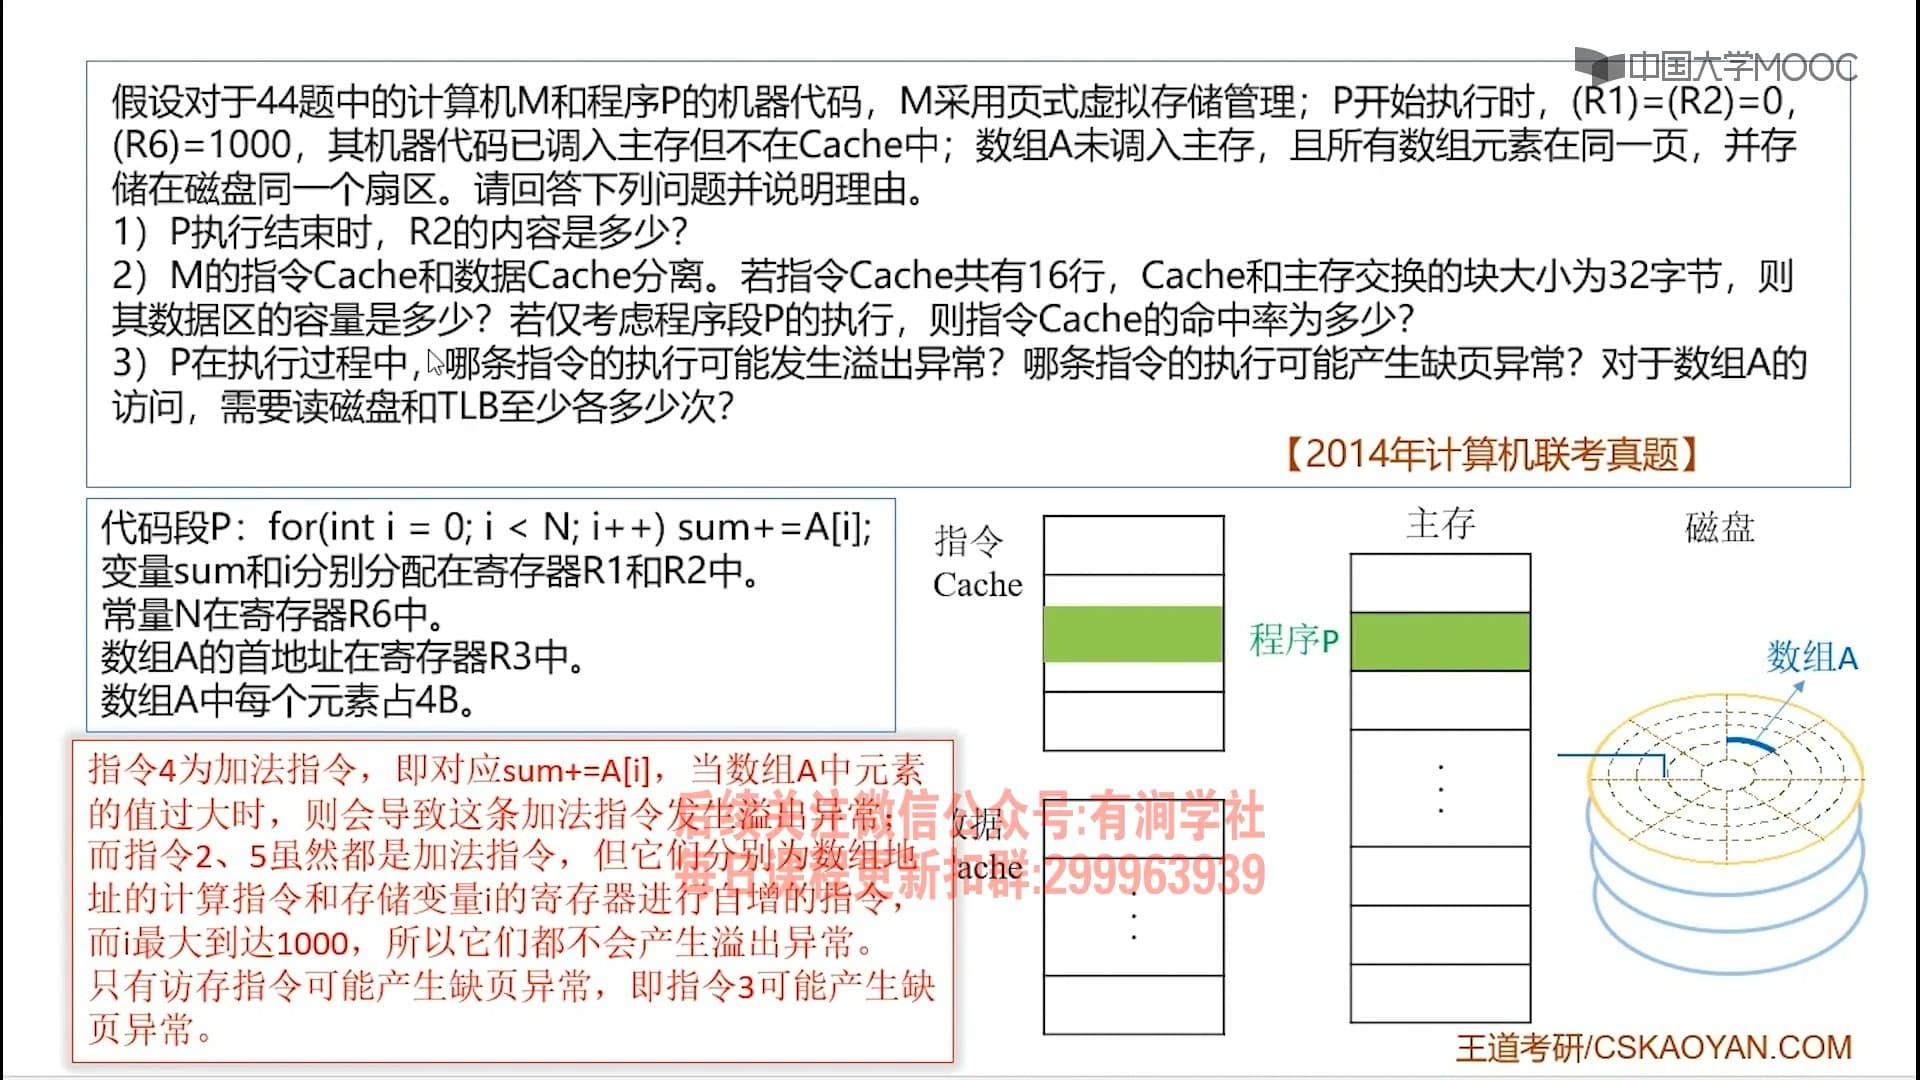 中国大学MOOC
假设对于44题中的计算机M和程序P的机器代码，M采用页式虚拟存储管理；P开始执行时，(R1)=(R2)=0，
(R6)=1000，其机器代码已调入主存但不在Cache中；数组A未调入主存，且所有数组元素在同一页，并存
储在磁盘同一个扇区。请回答下列问题并说明理由。
1）P执行结束时，R2的内容是多少？
2）M的指令Cache和数据Cache分离。若指令Cache共有16行，Cache和主存交换的块大小为32字节，则
其数据区的容量是多少？若仅考虑程序段P的执行，则指令Cache的命中率为多少？
3）P在执行过程中，哪条指令的执行可能发生溢出异常？哪条指令的执行可能产生缺页异常？对于数组A的
访问，需要读磁盘和TLB至少各多少次？
【2014年计算机联考真题】
代码段P：for(int i = 0; i < N; i++) sum+=A[i];
变量sum和i分别分配在寄存器R1和R2中。
常量N在寄存器R6中。
数组A的首地址在寄存器R3中。
数组A中每个元素占4B。
指令
Cache
程序P
主存
磁盘
数组A
指令4为加法指令，即对应sum+=A[i]，当数组A中元素
的值过大时，则会导致这条加法指令发生溢出异常；
而指令2、5虽然都是加法指令，但它们分别为数组地
址的计算指令和存储变量i的寄存器进行自增的指令，
而i最大到达1000，所以它们都不会产生溢出异常。
只有访存指令可能产生缺页异常，即指令3可能产生缺
页异常。
数据
ache
后续关注微信公众号:有涧学社
每日课程更新扣群:299963939
王道考研/CSKAOYAN.COM